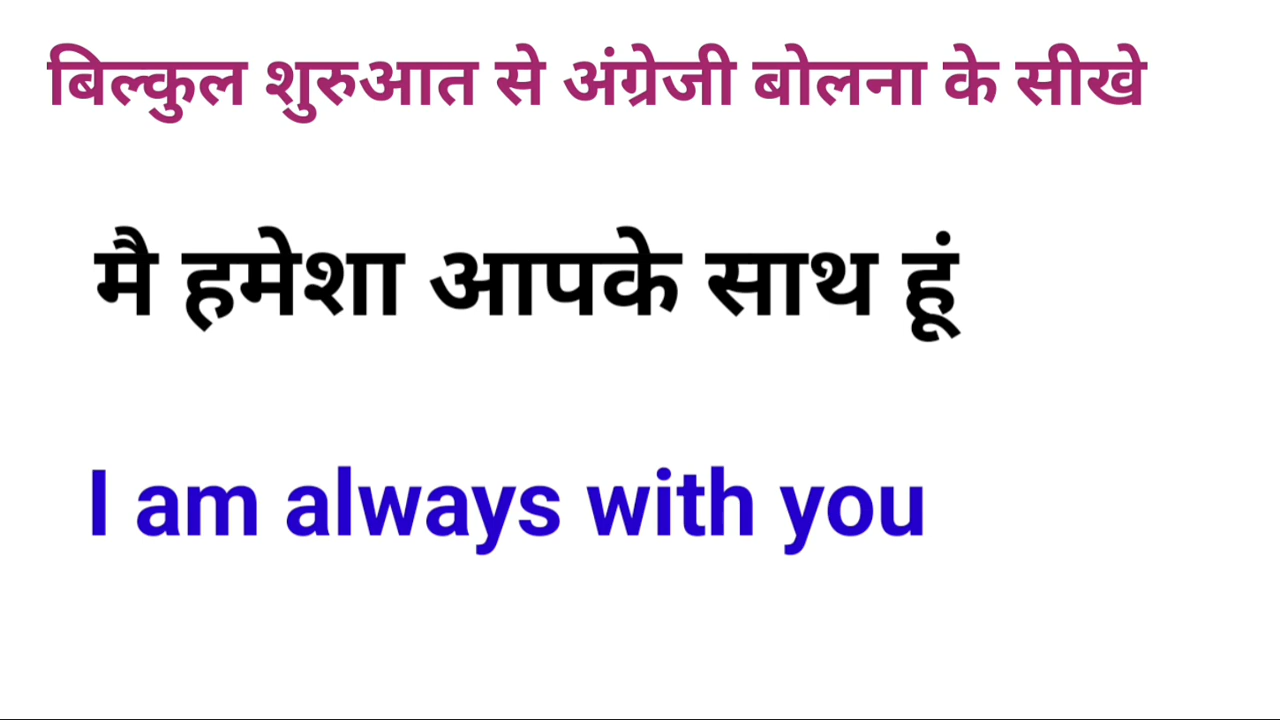 बिल्कुल शुरुआत से अंग्रेजी बोलना के सीखे
मै हमेशा आपके साथ हूं
I am always with you